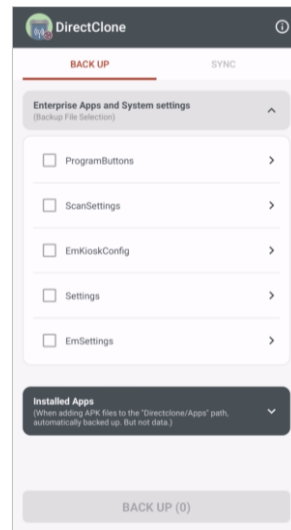 DirectClone
BACK UP
SYNC
Enterprise Apps and System settings
(Backup File Selection)
ProgramButtons
ScanSettings
EmKioskConfig
Settings
EmSettings
Installed Apps
(When adding APK files to the "Directclone/Apps" path,
automatically backed up. But not data.)
BACK UP (0)